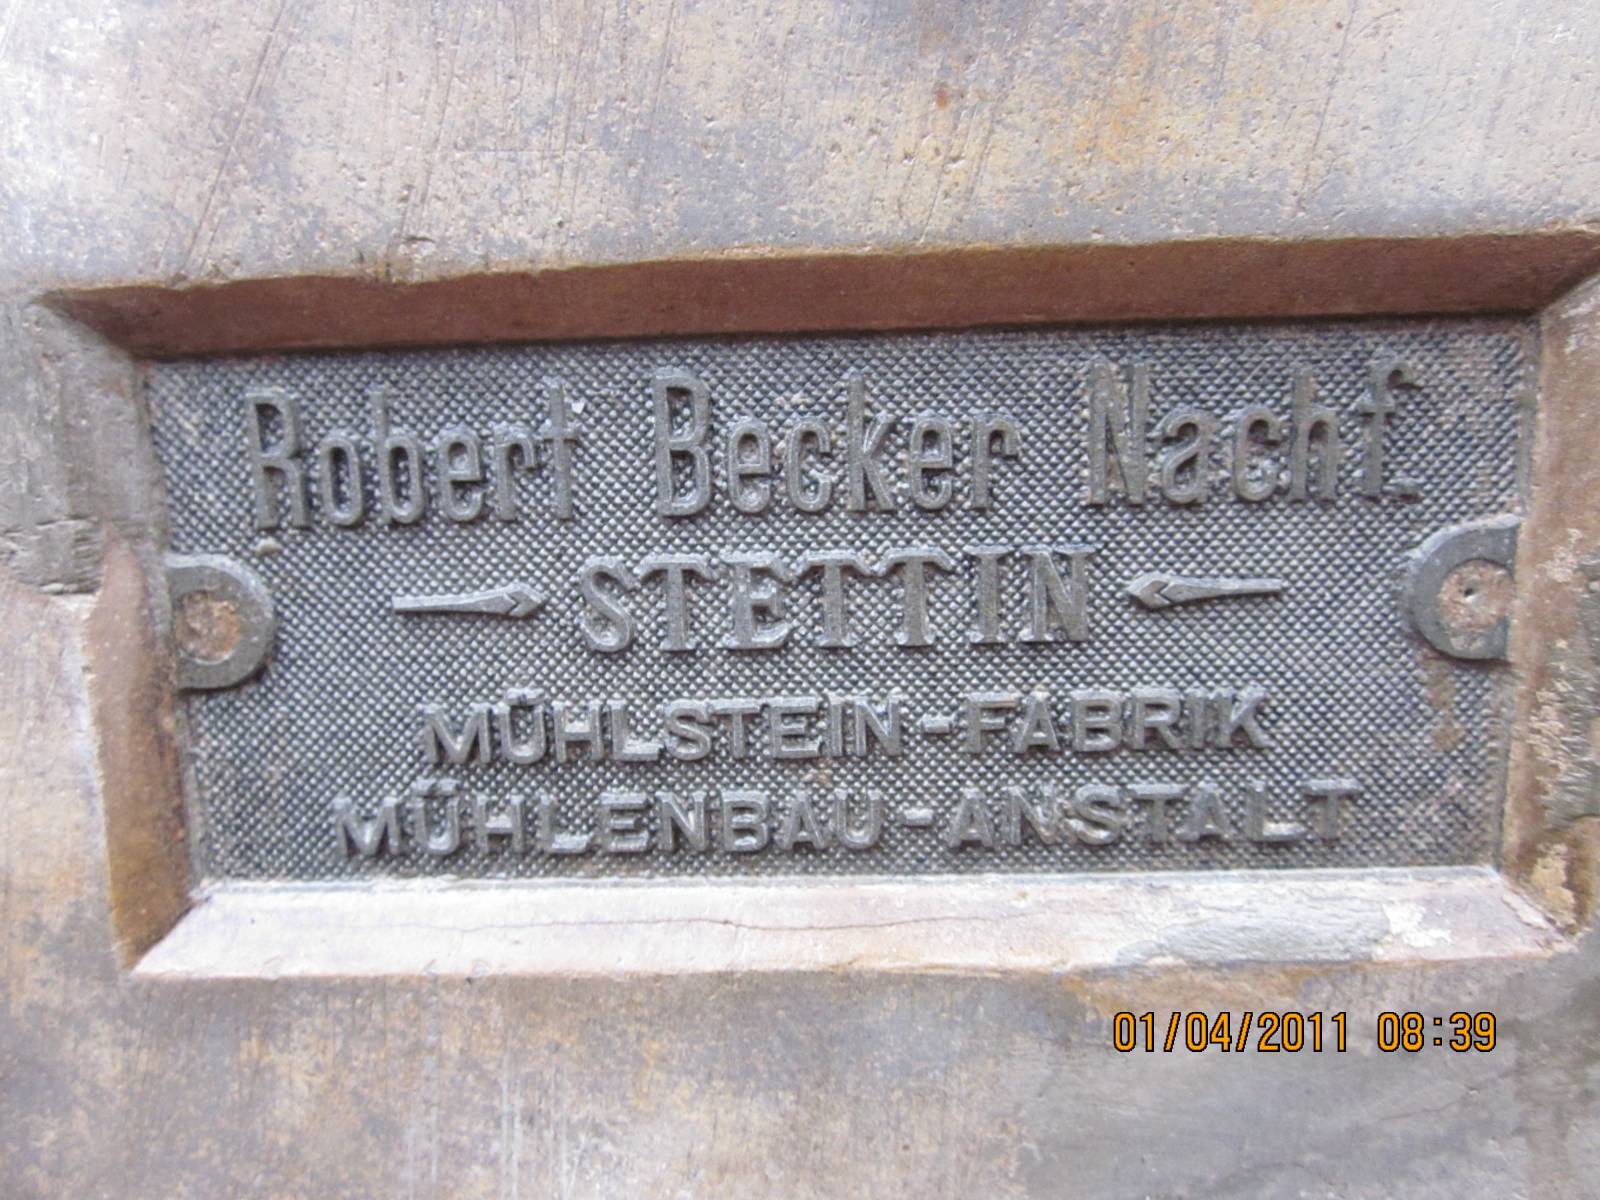 Robert Becker Nachf.
STETTIN
MÜHLSTEIN-FABRIK
MÜHLENBAU-ANSTALT
01/04/2011 08:39